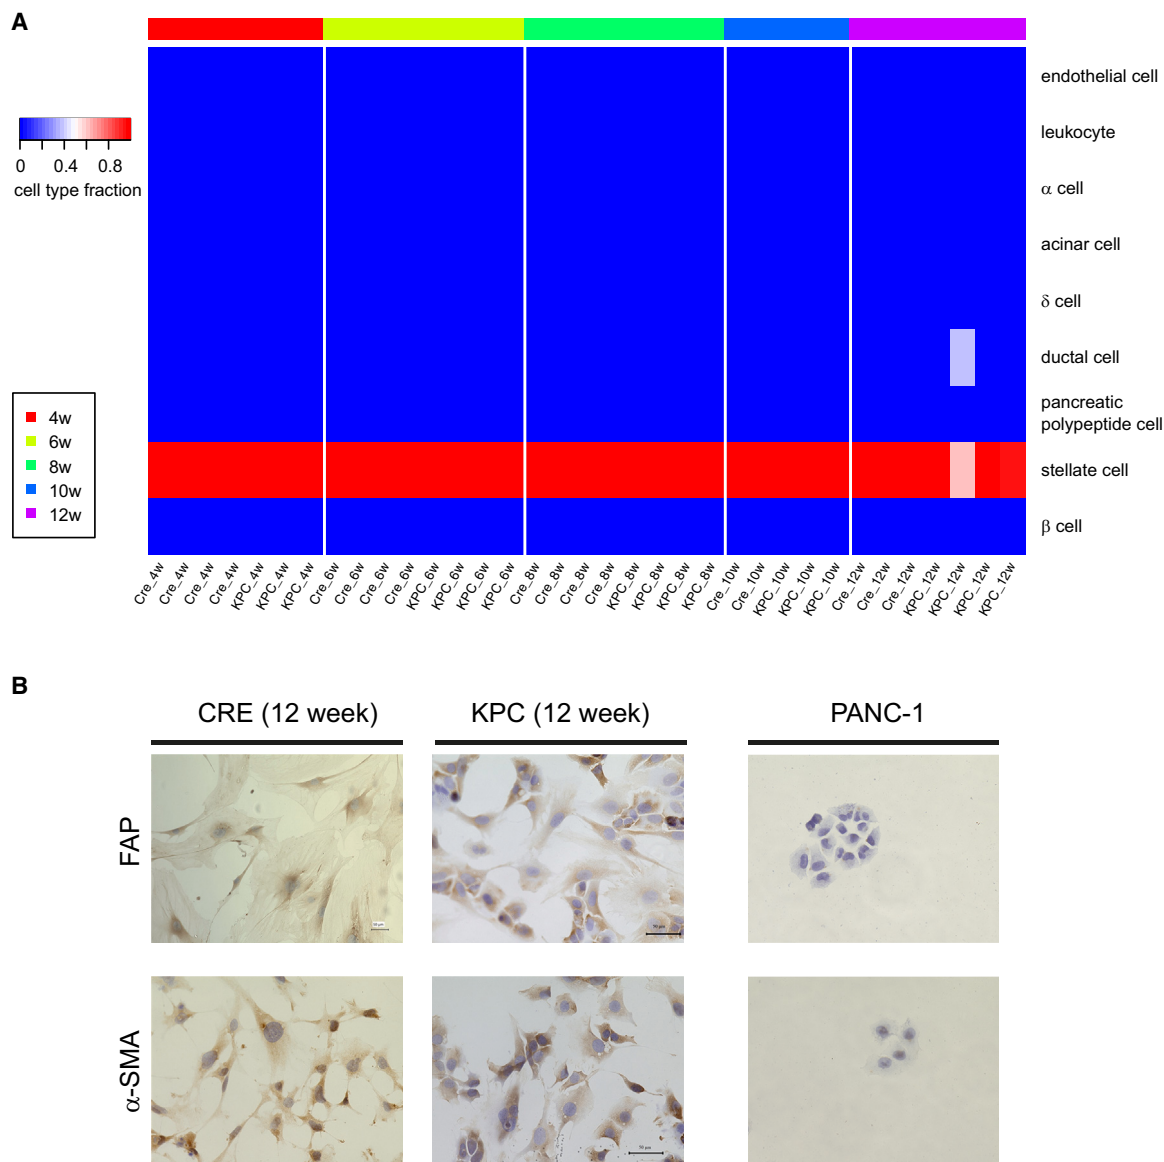 A
0 0.4 0.8
cell type fraction
endothelial cell
leukocyte
α cell
acinar cell
δ cell
ductal cell
pancreatic
polypeptide cell
stellate cell
β cell
4w
6w
8w
10w
12w
Cre_4w
Cre_4w
Cre_4w
Cre_4w
KPC_4w
KPC_4w
KPC_4w
Cre_6w
Cre_6w
Cre_6w
Cre_6w
KPC_6w
KPC_6w
KPC_6w
KPC_6w
Cre_8w
Cre_8w
Cre_8w
Cre_8w
KPC_8w
KPC_8w
KPC_8w
KPC_8w
Cre_10w
Cre_10w
KPC_10w
KPC_10w
KPC_10w
Cre_12w
Cre_12w
Cre_12w
KPC_12w
KPC_12w
KPC_12w
KPC_12w
B
CRE (12 week)
KPC (12 week)
PANC-1
FAP
α-SMA